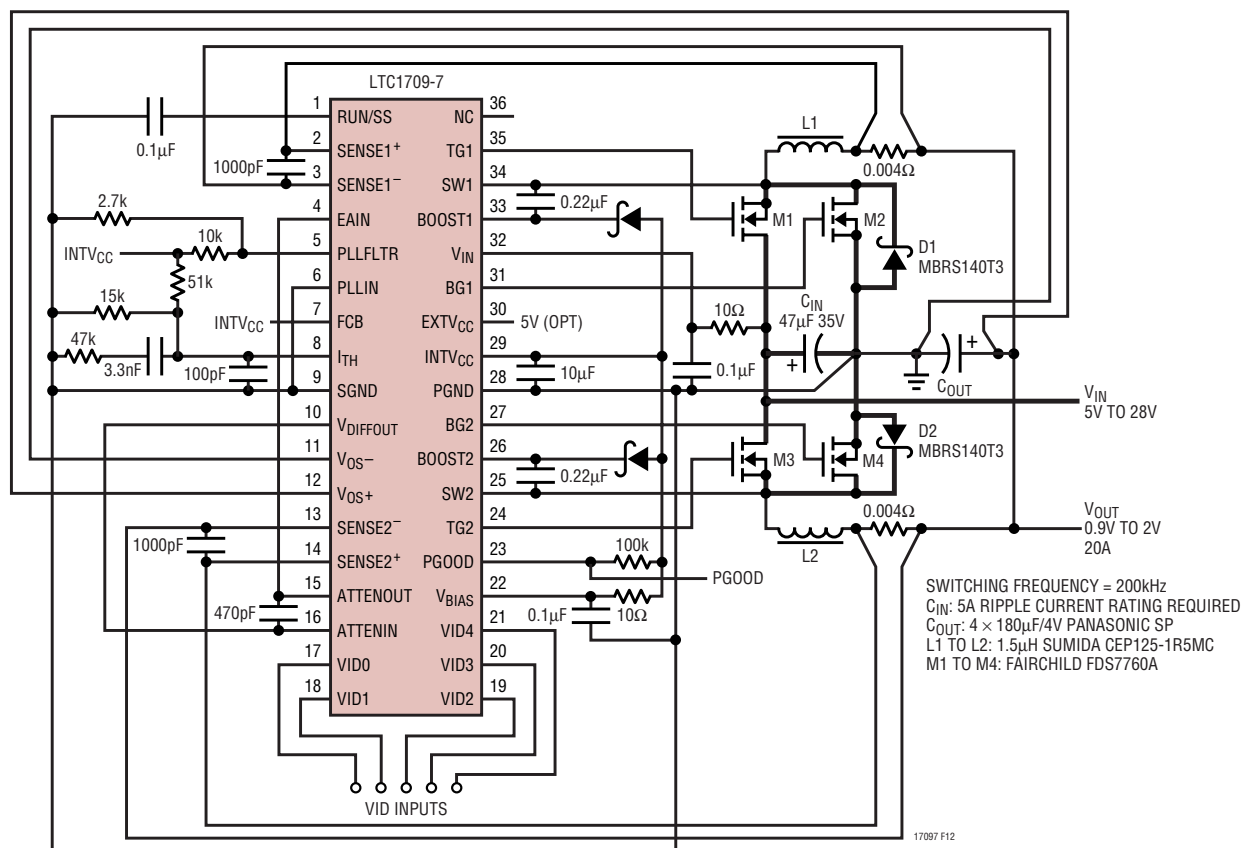 LTC1709-7
1
RUN/SS
0.1µF
2
SENSE1+
1000pF
3
SENSE1−
2.7k
4
EAIN
10k
INTVCC
5
PLLFLTR
51k
6
PLLIN
15k
INTVCC
7
FCB
47k
3.3nF
8
ITH
100pF
9
SGND
10
VDIFFOUT
11
VOS−
12
VOS+
13
SENSE2−
1000pF
14
SENSE2+
15
ATTENOUT
470pF
16
ATTENIN
17
VID0
18
VID1
36
NC
35
TG1
34
SW1
0.22µF
33
BOOST1
32
VIN
31
BG1
10Ω
30
EXTVCC
5V (OPT)
29
INTVCC
10µF
0.1µF
28
PGND
27
BG2
26
BOOST2
0.22µF
25
SW2
24
TG2
23
PGOOD
100k
PGOOD
22
VBIAS
0.1µF
10Ω
21
VID4
20
VID3
19
VID2
VID INPUTS
L1
0.004Ω
M1
M2
D1
MBRS140T3
CIN
47µF 35V
+
+
COUT
VIN
5V TO 28V
M3
M4
D2
MBRS140T3
0.004Ω
L2
VOUT
0.9V TO 2V
20A
SWITCHING FREQUENCY = 200kHz
CIN: 5A RIPPLE CURRENT RATING REQUIRED
COUT: 4 × 180µF/4V PANASONIC SP
L1 TO L2: 1.5µH SUMIDA CEP125-1R5MC
M1 TO M4: FAIRCHILD FDS7760A
17097 F12